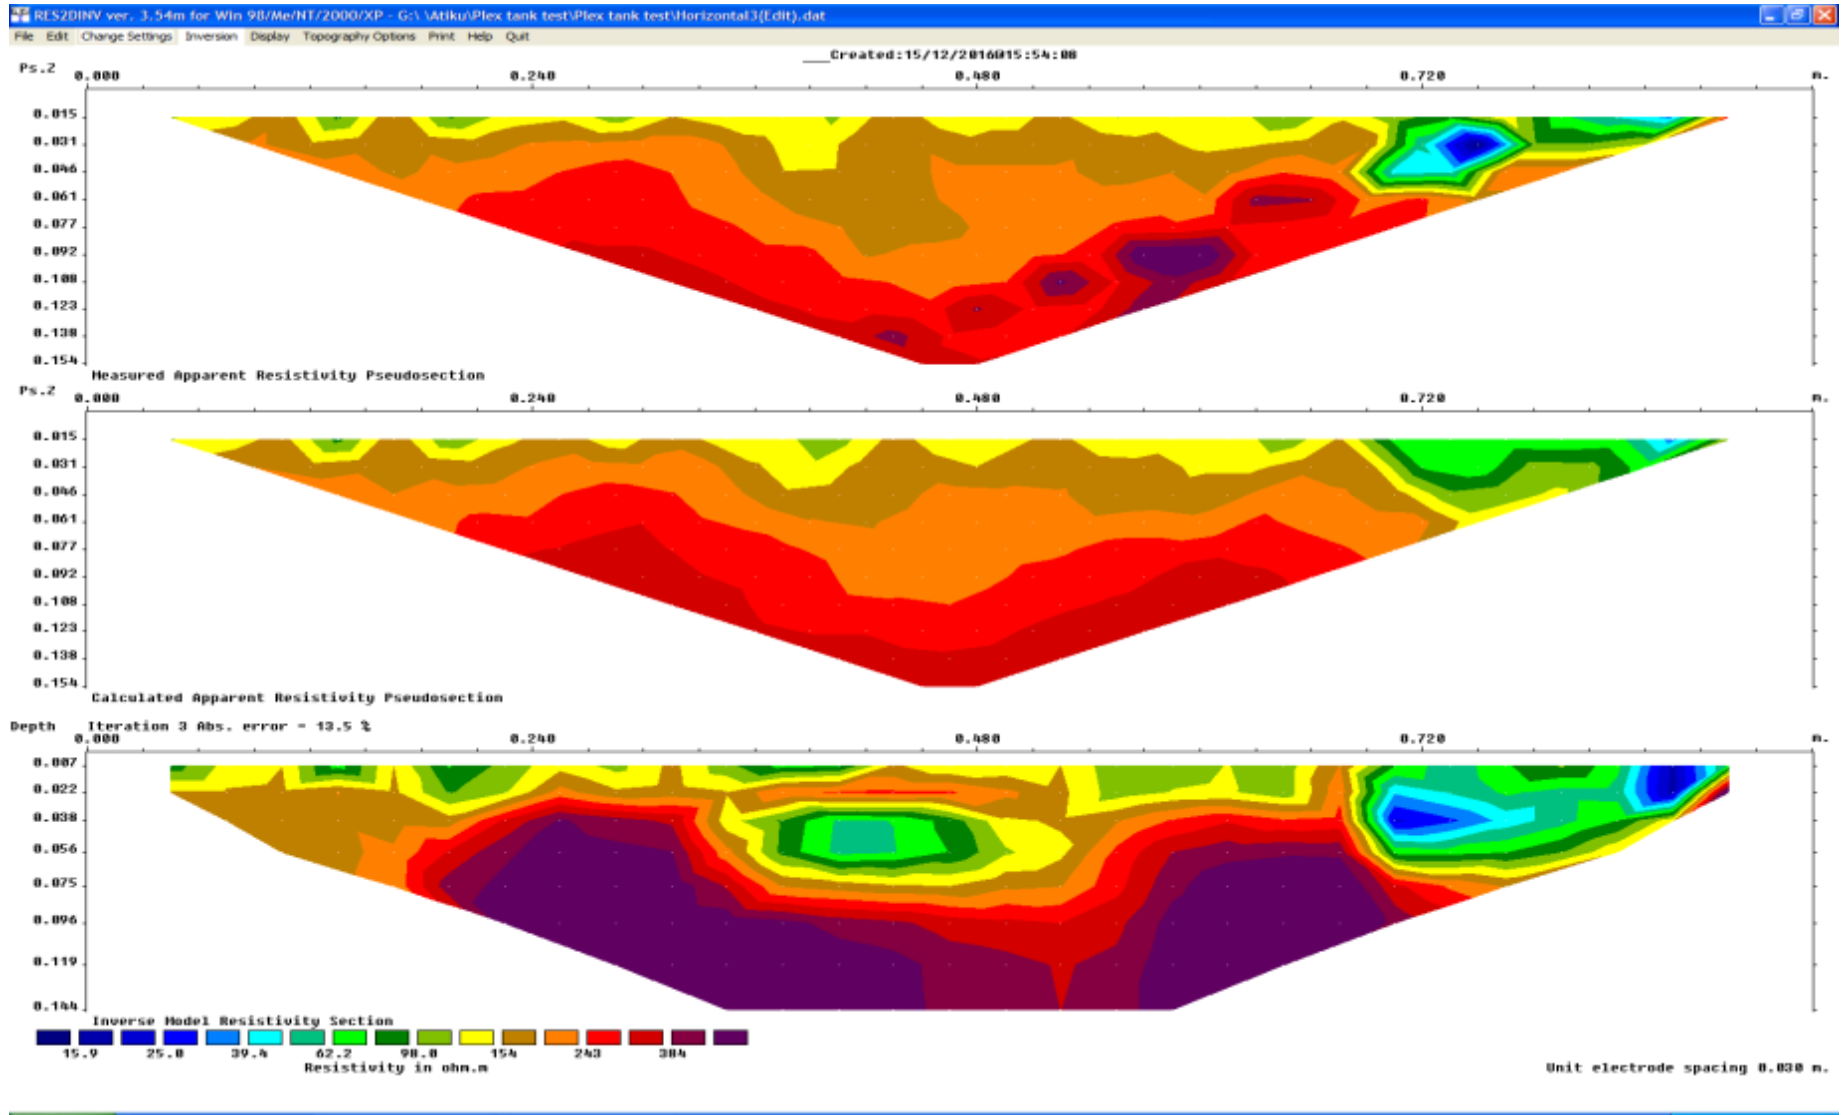 RES2DINV ver. 3.54m for Win 98/Me/NT/2000/XP - G:\ \Atiku\Plex tank test\Plex tank test\Horizontal3(Edit).dat
File Edit Change Settings Inversion Display Topography Options Print Help Quit
___Created:15/12/2016@15:54:08
Ps.Z 0.000 0.240 0.480 0.720 m.
0.015
0.031
0.046
0.061
0.077
0.092
0.108
0.123
0.138
0.154
Measured Apparent Resistivity Pseudosection
Ps.Z 0.000 0.240 0.480 0.720 m.
0.015
0.031
0.046
0.061
0.077
0.092
0.108
0.123
0.138
0.154
Calculated Apparent Resistivity Pseudosection
Depth Iteration 3 Abs. error = 13.5 %
0.000 0.240 0.480 0.720 m.
0.007
0.022
0.038
0.056
0.075
0.096
0.119
0.144
Inverse Model Resistivity Section
15.9 25.0 39.4 62.2 98.0 154 243 384
Resistivity in ohm.m
Unit electrode spacing 0.030 m.